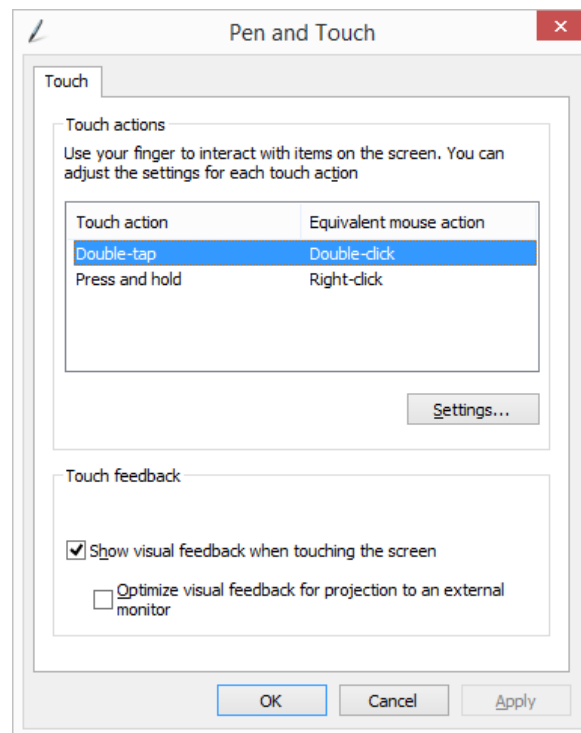 Pen and Touch
Touch
Touch actions
Use your finger to interact with items on the screen. You can
adjust the settings for each touch action
Touch action Equivalent mouse action
Double-tap Double-click
Press and hold Right-click
Settings...
Touch feedback
Show visual feedback when touching the screen
Optimize visual feedback for projection to an external
monitor
OK Cancel Apply